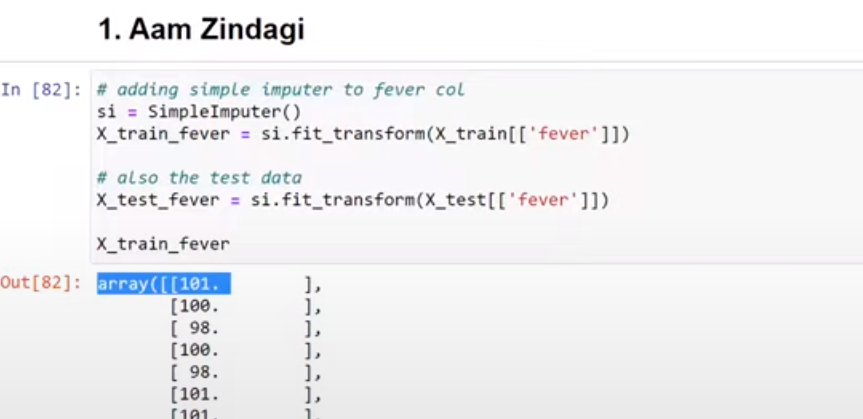 1. Aam Zindagi
In [82]: # adding simple imputer to fever col
si = SimpleImputer()
X_train_fever = si.fit_transform(X_train[['fever']])
# also the test data
X_test_fever = si.fit_transform(X_test[['fever']])
X_train_fever
Out[82]: array([[101.        ],
[100.        ],
[ 98.        ],
[100.        ],
[ 98.        ],
[101.        ],
[101.        ],